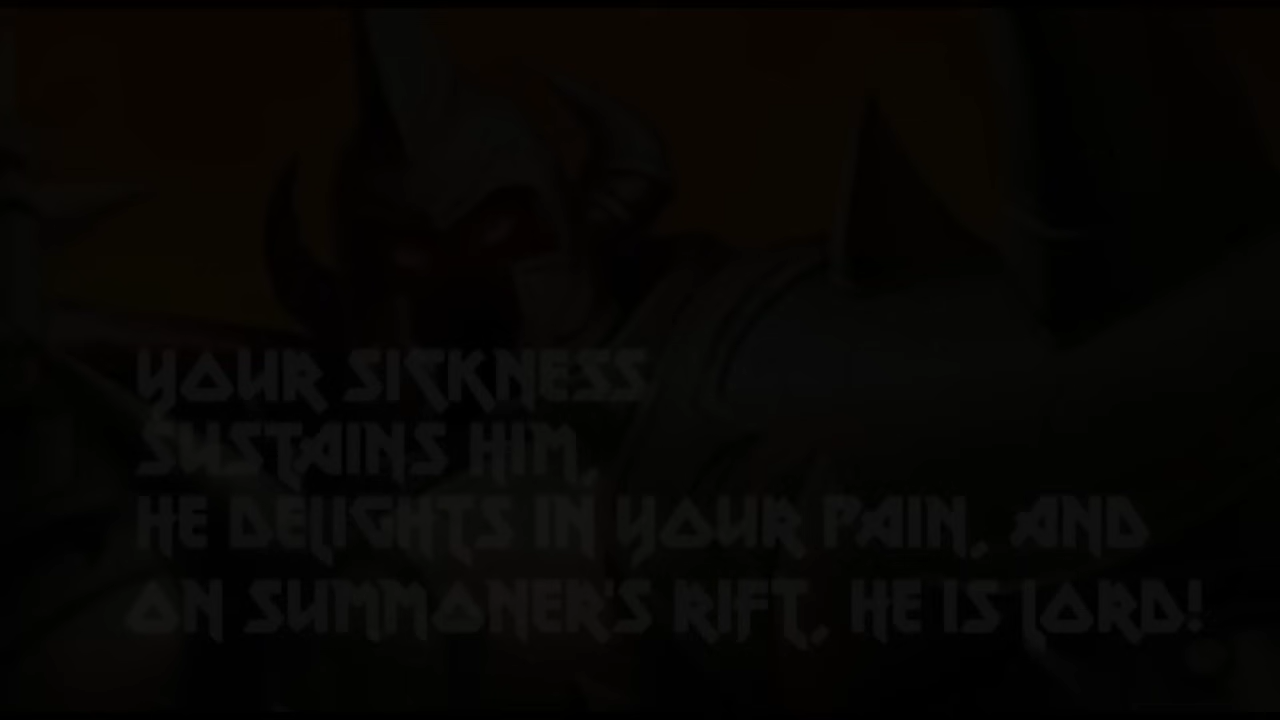 YOUR SICKNESS
SUSTAINS HIM,
HE DELIGHTS IN YOUR PAIN, AND
ON SUMMONER'S RIFT, HE IS LORD!